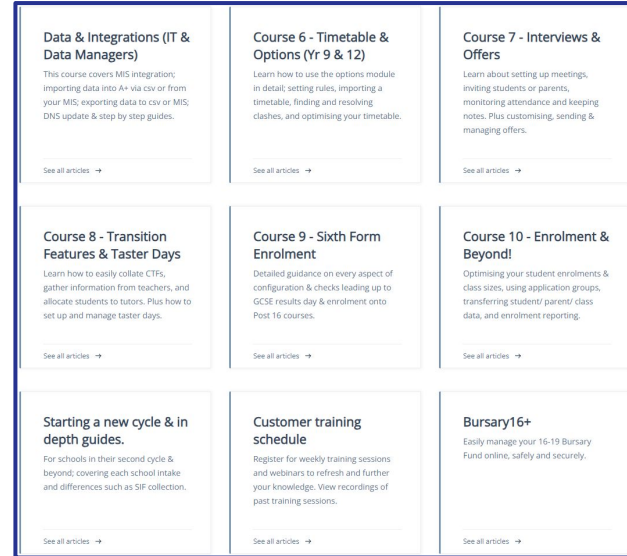 Data & Integrations (IT &
Data Managers)
This course covers MIS integration;
importing data into A+ via csv or from
your MIS; exporting data to csv or MIS;
DNS update & step by step guides.
See all articles →
Course 6 - Timetable &
Options (Yr 9 & 12)
Learn how to use the options module
in detail; setting rules, importing a
timetable, finding and resolving
clashes, and optimising your timetable.
See all articles →
Course 7 - Interviews &
Offers
Learn about setting up meetings,
inviting students or parents,
monitoring attendance and keeping
notes. Plus customising, sending &
managing offers.
See all articles →
Course 8 - Transition
Features & Taster Days
Learn how to easily collate CTFs,
gather information from teachers, and
allocate students to tutors. Plus how to
set up and manage taster days.
See all articles →
Course 9 - Sixth Form
Enrolment
Detailed guidance on every aspect of
configuration & checks leading up to
GCSE results day & enrolment onto
Post 16 courses.
See all articles →
Course 10 - Enrolment &
Beyond!
Optimising your student enrolments &
class sizes, using application groups,
transferring student/ parent/ class
data, and enrolment reporting.
See all articles →
Starting a new cycle & in
depth guides.
For schools in their second cycle &
beyond; covering each school intake
and differences such as SIF collection.
See all articles →
Customer training
schedule
Register for weekly training sessions
and webinars to refresh and further
your knowledge. View recordings of
past training sessions.
See all articles →
Bursary16+
Easily manage your 16-19 Bursary
Fund online, safely and securely.
See all articles →